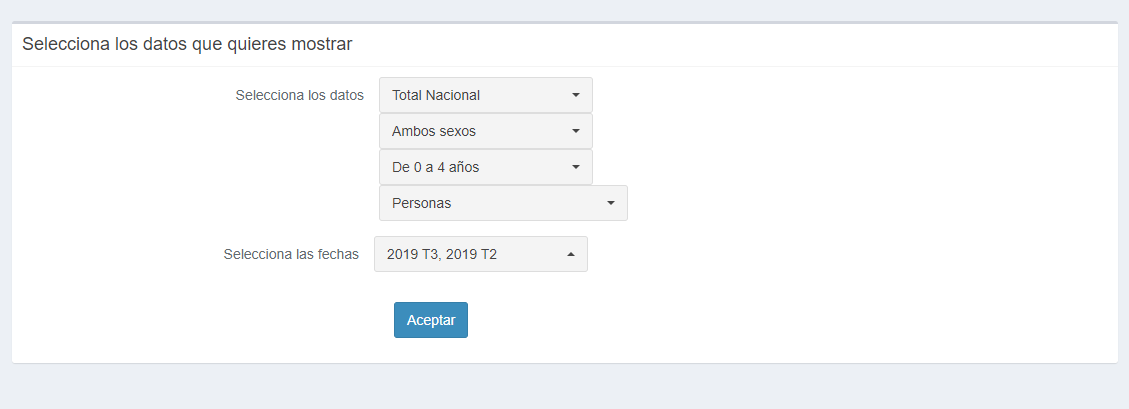 Selecciona los datos que quieres mostrar
Selecciona los datos Total Nacional
Ambos sexos
De 0 a 4 años
Personas
Selecciona las fechas 2019 T3, 2019 T2
Aceptar